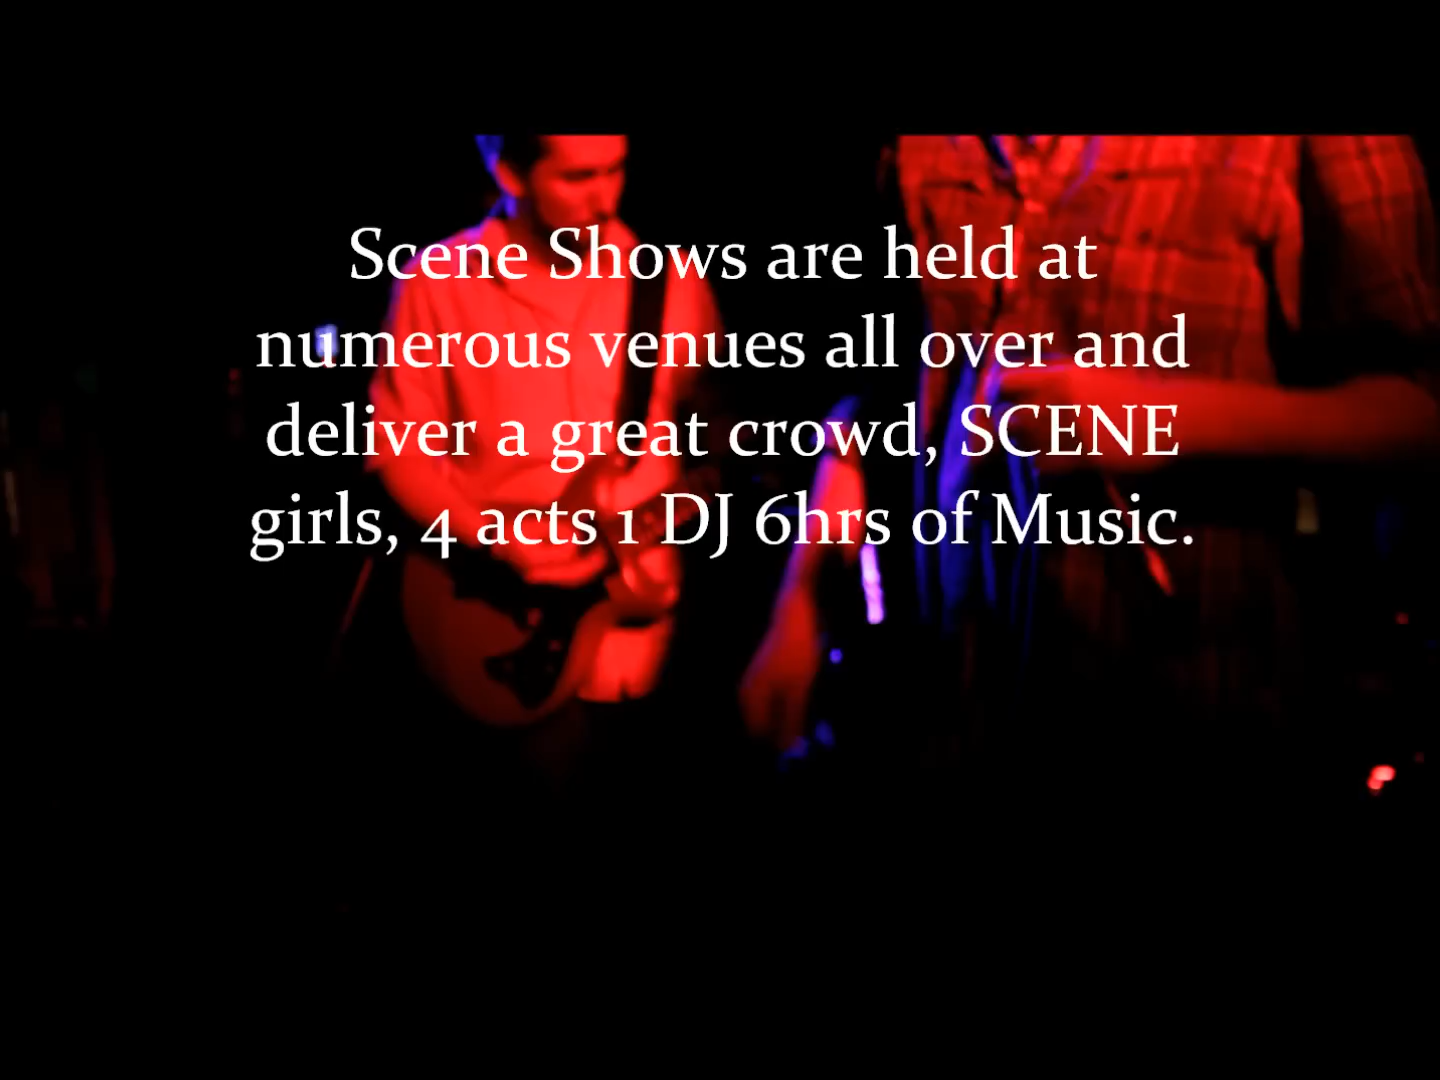 Scene Shows are held at
numerous venues all over and
deliver a great crowd, SCENE
girls, 4 acts 1 DJ 6hrs of Music.